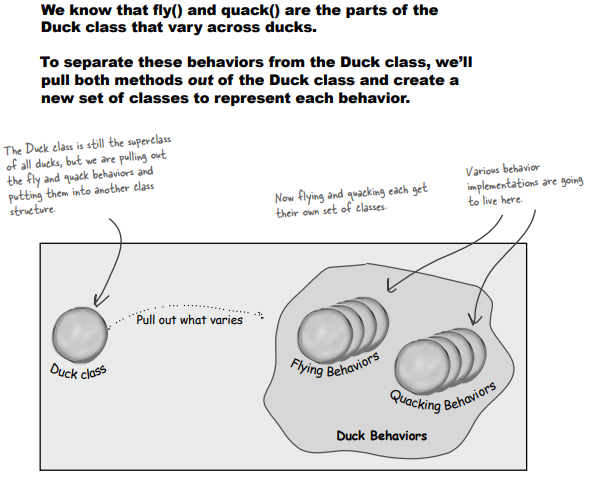 We know that fly() and quack() are the parts of the
Duck class that vary across ducks.
To separate these behaviors from the Duck class, we'll
pull both methods out of the Duck class and create a
new set of classes to represent each behavior.
The Duck class is still the superclass
of all ducks, but we are pulling out
the fly and quack behaviors and
putting them into another class
structure.
Now flying and quacking each get
their own set of classes.
Various behavior
implementations are going
to live here.
Pull out what varies
Duck class
Flying Behaviors
Quacking Behaviors
Duck Behaviors